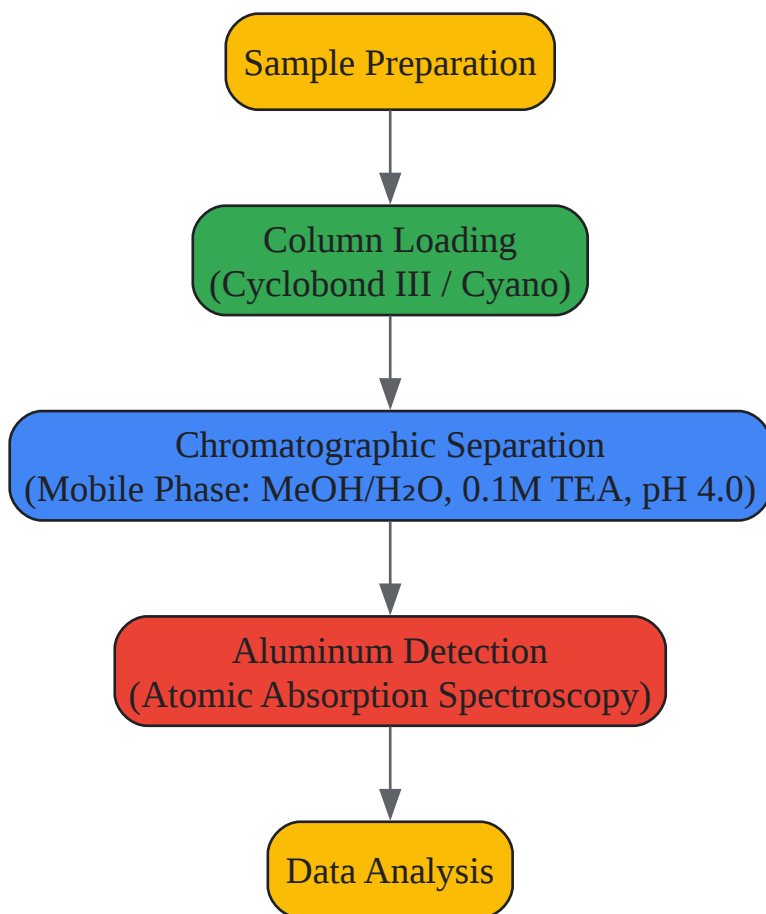 Sample Preparation
Column Loading
(Cyclobond III / Cyano)
Chromatographic Separation
(Mobile Phase: MeOH/H₂O, 0.1M TEA, pH 4.0)
Aluminum Detection
(Atomic Absorption Spectroscopy)
Data Analysis